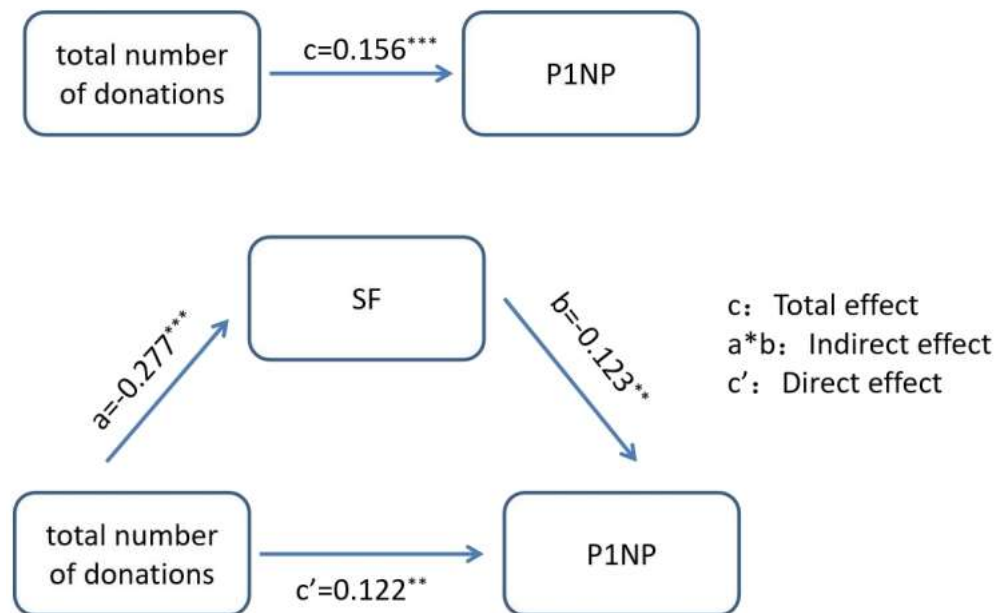 total number
of donations
c=0.156***
P1NP
SF
a=-0.277***
b=-0.123**
c：Total effect
a*b：Indirect effect
c’：Direct effect
total number
of donations
c’=0.122**
P1NP